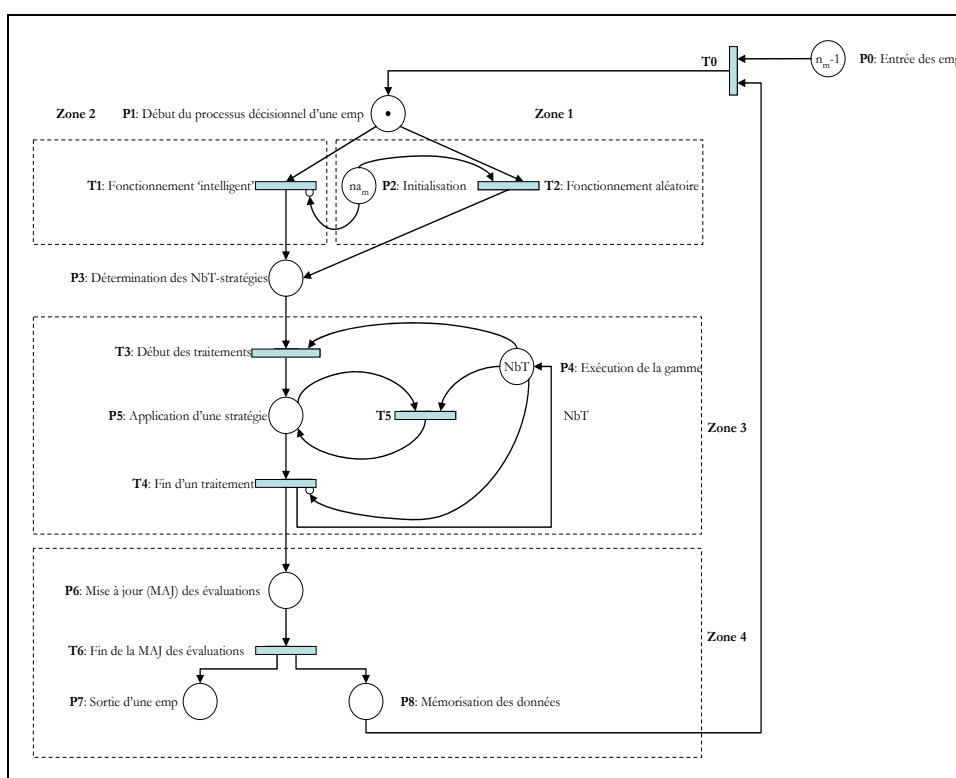 T0
n_m-1
P0: Entrée des emp
Zone 2
P1: Début du processus décisionnel d'une emp
Zone 1
T1: Fonctionnement 'intelligent'
na_m
P2: Initialisation
T2: Fonctionnement aléatoire
P3: Détermination des NbT-stratégies
T3: Début des traitements
NbT
P4: Exécution de la gamme
P5: Application d'une stratégie
T5
NbT
Zone 3
T4: Fin d'un traitement
P6: Mise à jour (MAJ) des évaluations
T6: Fin de la MAJ des évaluations
Zone 4
P7: Sortie d'une emp
P8: Mémorisation des données